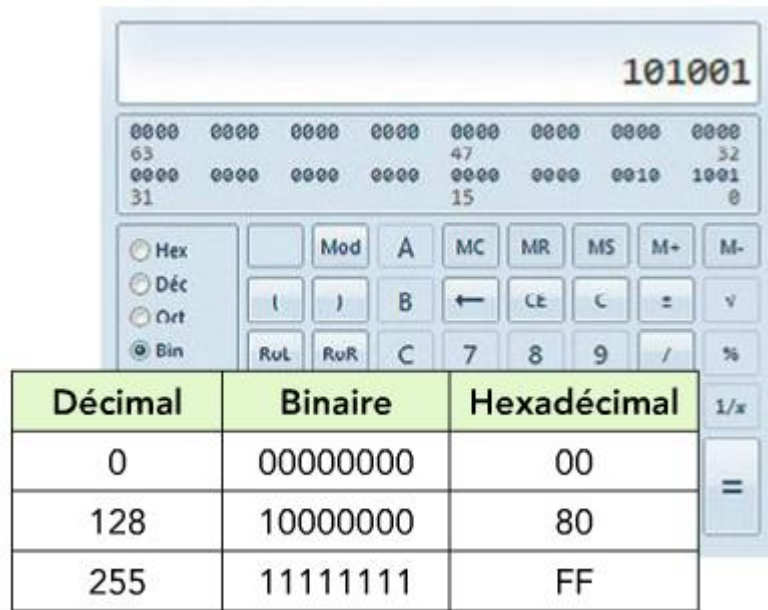 101001
0000 0000 0000 0000 0000 0000 0000 0000
63 47 32
0000 0000 0000 0000 0000 0000 0010 1001
31 15 0
Hex Mod A MC MR MS M+ M-
Déc
( ) B ← CE C ± √
Oct
Bin RoL RoR C 7 8 9 / %
Décimal Binaire Hexadécimal 1/x
0 00000000 00
=
128 10000000 80
255 11111111 FF